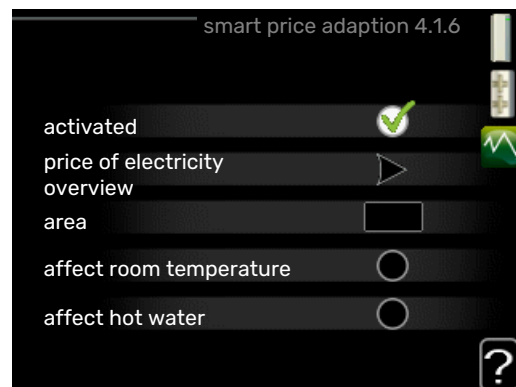 smart price adaption 4.1.6
activated
price of electricity
overview
area
affect room temperature
affect hot water
?